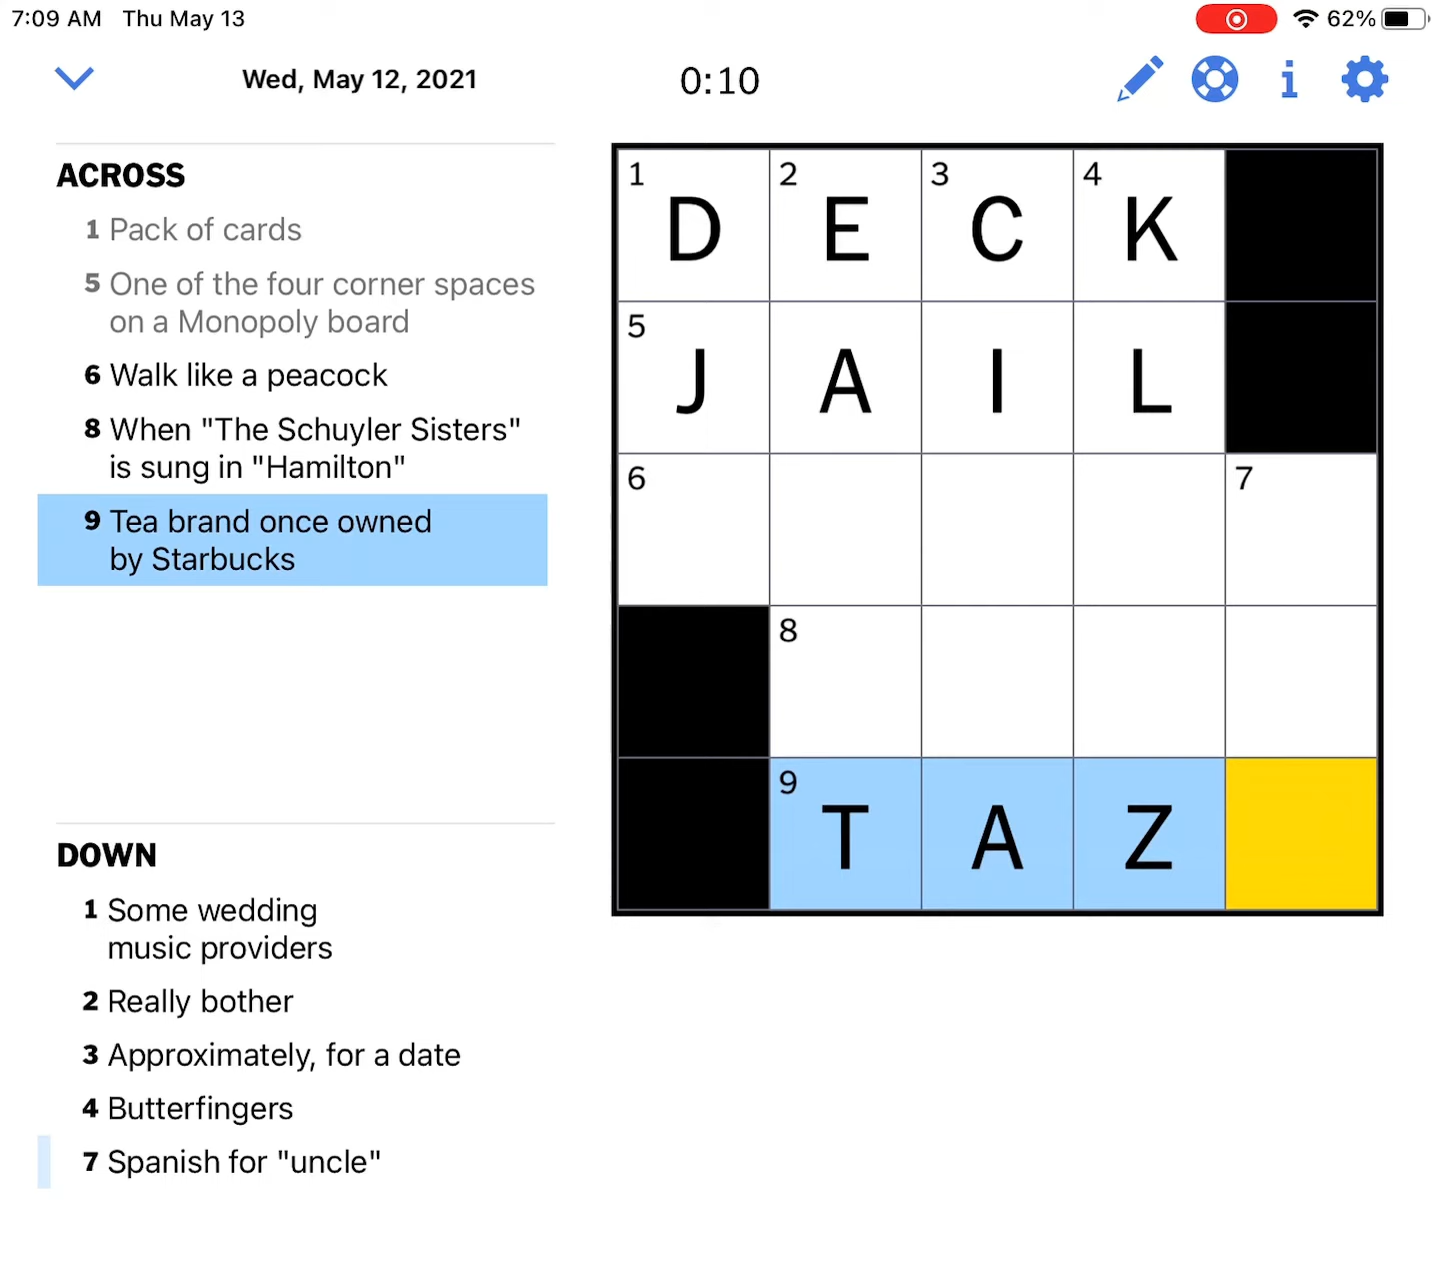 7:09 AM Thu May 13
62%
Wed, May 12, 2021
0:10
ACROSS
1 Pack of cards
5 One of the four corner spaces
on a Monopoly board
6 Walk like a peacock
8 When "The Schuyler Sisters"
is sung in "Hamilton"
9 Tea brand once owned
by Starbucks
DOWN
1 Some wedding
music providers
2 Really bother
3 Approximately, for a date
4 Butterfingers
7 Spanish for "uncle"
1 2 3 4
D E C K
5
J A I L
6 7
8
9
T A Z